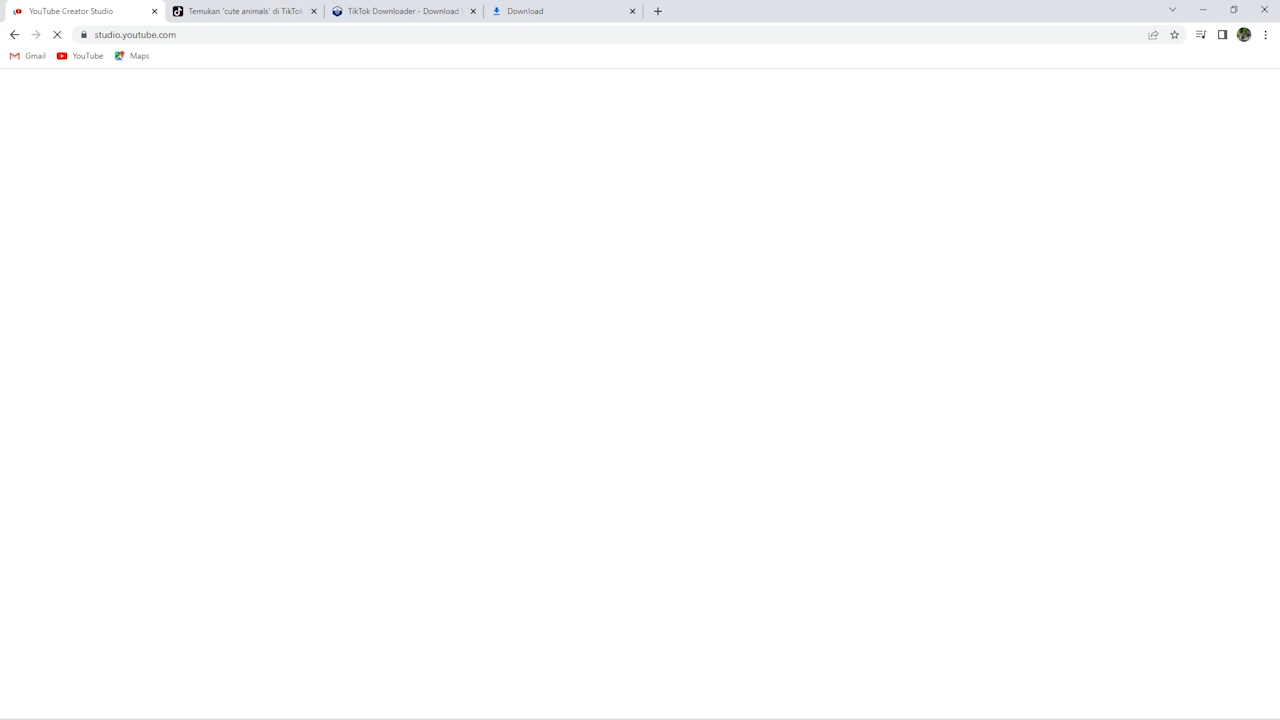 YouTube Creator Studio
Temukan 'cute animals' di TikTok
TikTok Downloader - Download
Download
studio.youtube.com
Gmail
YouTube
Maps